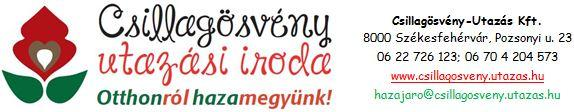 Csillagösvény
utazási iroda
Otthonról hazamegyünk!
Csillagösvény-Utazás Kft.
8000 Székesfehérvár, Pozsonyi u. 23
06 22 726 123; 06 70 4 204 573
www.csillagosveny.utazas.hu
hazajaro@csillagosveny.utazas.hu